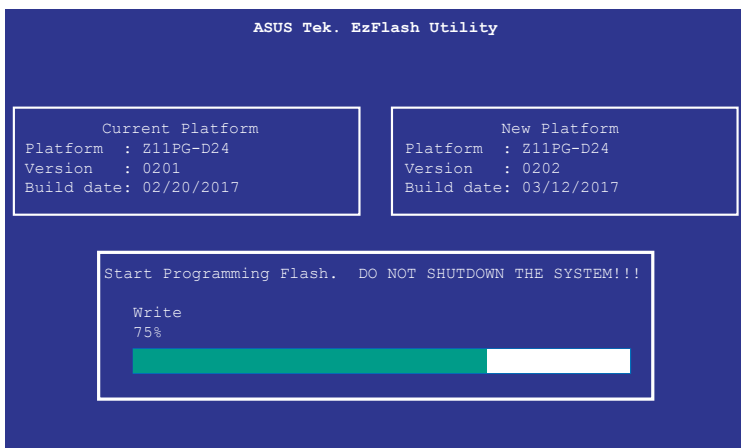 ASUS Tek. EzFlash Utility
Current Platform
Platform : Z11PG-D24
Version : 0201
Build date: 02/20/2017
New Platform
Platform : Z11PG-D24
Version : 0202
Build date: 03/12/2017
Start Programming Flash. DO NOT SHUTDOWN THE SYSTEM!!!
Write
75%